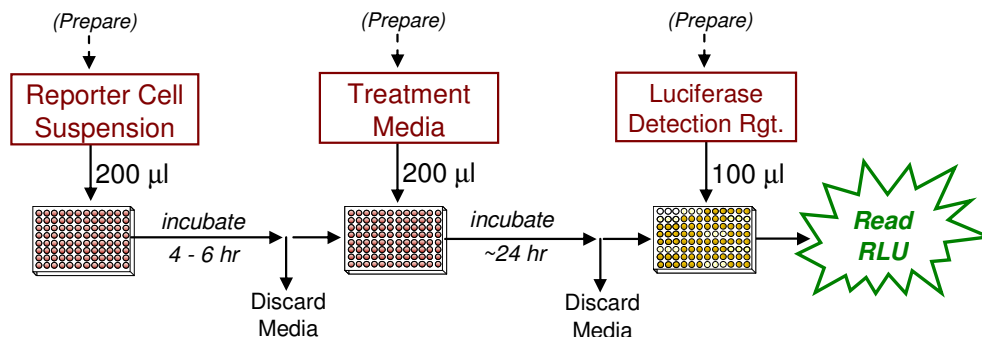 (Prepare)
(Prepare)
(Prepare)
Reporter Cell
Suspension
Treatment
Media
Luciferase
Detection Rgt.
200 µl
200 µl
100 µl
incubate
4 - 6 hr
incubate
~24 hr
Read
RLU
Discard
Media
Discard
Media